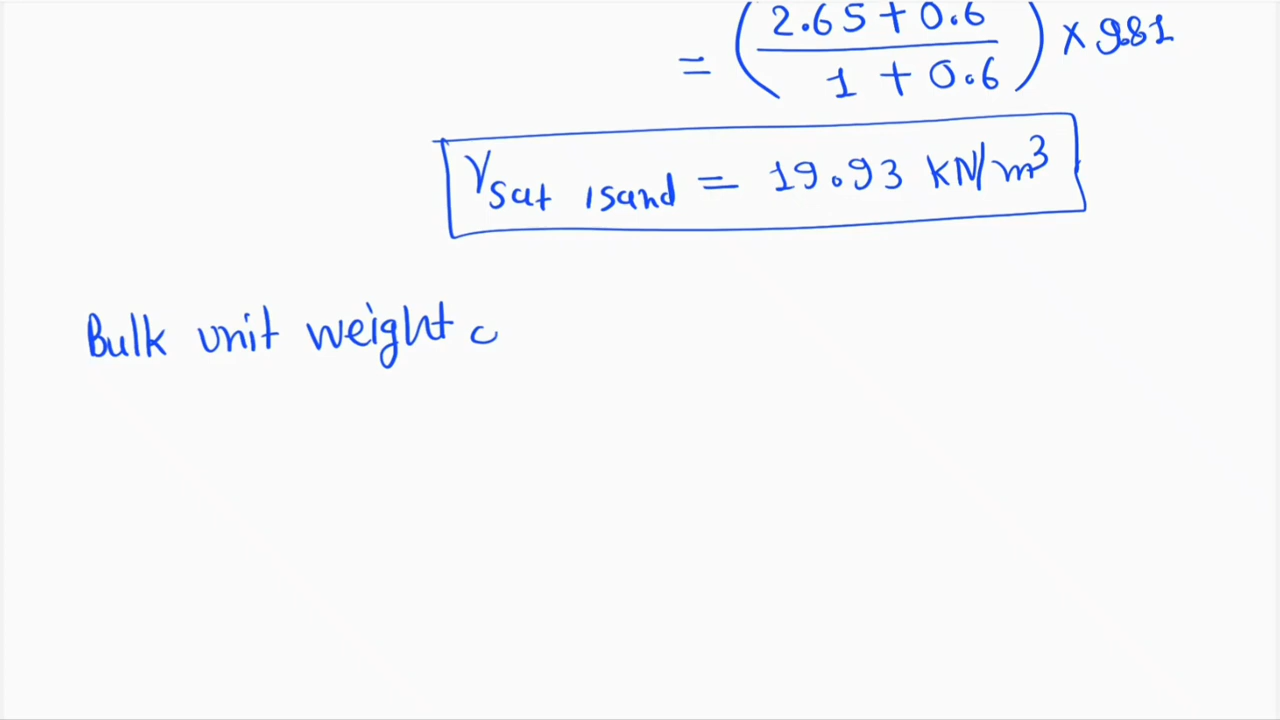 = (2.65 + 0.6 / 1 + 0.6) × 9.81
γsat, sand = 19.93 kN/m³
Bulk unit weight